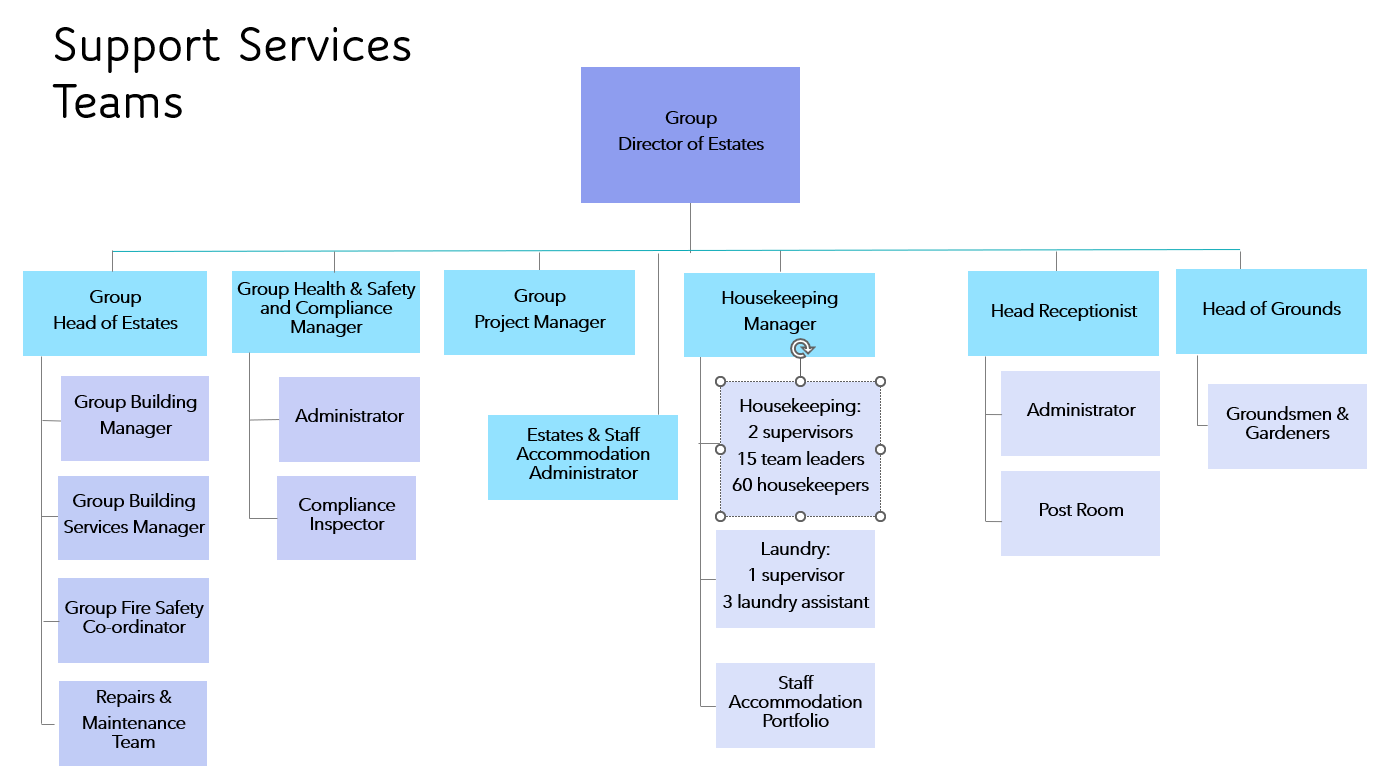 Support Services
Teams
Group
Director of Estates
Group
Head of Estates
Group Health & Safety
and Compliance
Manager
Group
Project Manager
Housekeeping
Manager
Head Receptionist
Head of Grounds
Group Building
Manager
Group Building
Services Manager
Group Fire Safety
Co-ordinator
Repairs &
Maintenance
Team
Administrator
Compliance
Inspector
Estates & Staff
Accommodation
Administrator
Housekeeping:
2 supervisors
15 team leaders
60 housekeepers
Laundry:
1 supervisor
3 laundry assistant
Staff
Accommodation
Portfolio
Administrator
Post Room
Groundsmen &
Gardeners